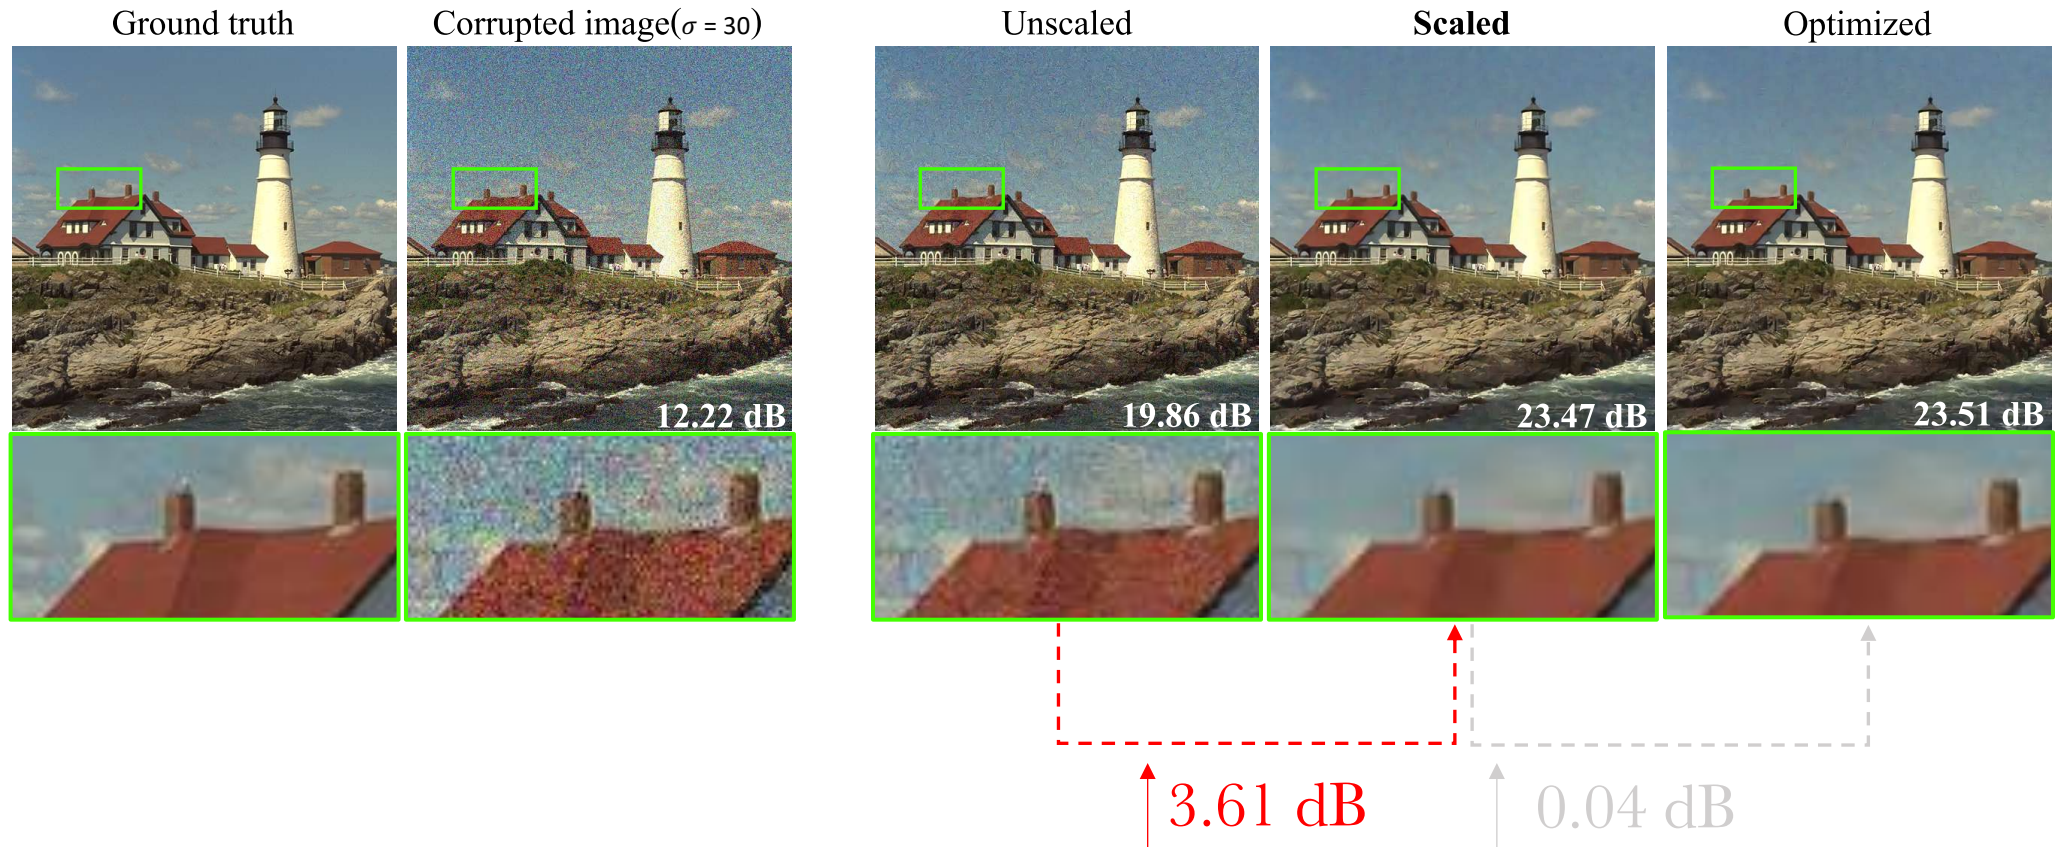 Ground truth
Corrupted image(σ = 30)
Unscaled
Scaled
Optimized
12.22 dB
19.86 dB
23.47 dB
23.51 dB
3.61 dB
0.04 dB